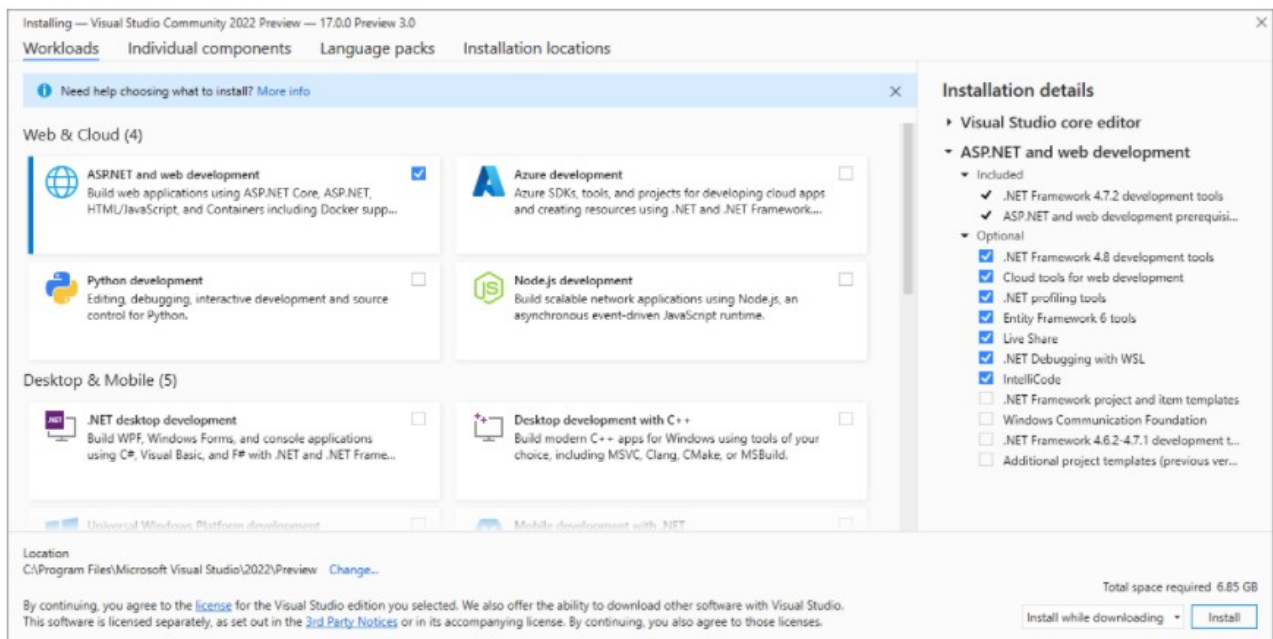 Installing — Visual Studio Community 2022 Preview — 17.0.0 Preview 3.0
Workloads Individual components Language packs Installation locations
Need help choosing what to install? More info
Web & Cloud (4)
ASP.NET and web development
Build web applications using ASP.NET Core, ASP.NET,
HTML/JavaScript, and Containers including Docker supp...
Azure development
Azure SDKs, tools, and projects for developing cloud apps
and creating resources using .NET and .NET Framework....
Python development
Editing, debugging, interactive development and source
control for Python.
JS
Node.js development
Build scalable network applications using Node.js, an
asynchronous event-driven JavaScript runtime.
Desktop & Mobile (5)
.NET
.NET desktop development
Build WPF, Windows Forms, and console applications
using C#, Visual Basic, and F# with .NET and .NET Frame...
Desktop development with C++
Build modern C++ apps for Windows using tools of your
choice, including MSVC, Clang, CMake, or MSBuild.
Universal Windows Platform development
Mobile development with .NET
Installation details
Visual Studio core editor
ASP.NET and web development
Included
.NET Framework 4.7.2 development tools
ASP.NET and web development prerequisi...
Optional
.NET Framework 4.8 development tools
Cloud tools for web development
.NET profiling tools
Entity Framework 6 tools
Live Share
.NET Debugging with WSL
IntelliCode
.NET Framework project and item templates
Windows Communication Foundation
.NET Framework 4.6.2-4.7.1 development t...
Additional project templates (previous ver...
Location
C:\Program Files\Microsoft Visual Studio\2022\Preview Change...
By continuing, you agree to the license for the Visual Studio edition you selected. We also offer the ability to download other software with Visual Studio.
This software is licensed separately, as set out in the 3rd Party Notices or in its accompanying license. By continuing, you also agree to those licenses.
Total space required 6.85 GB
Install while downloading Install